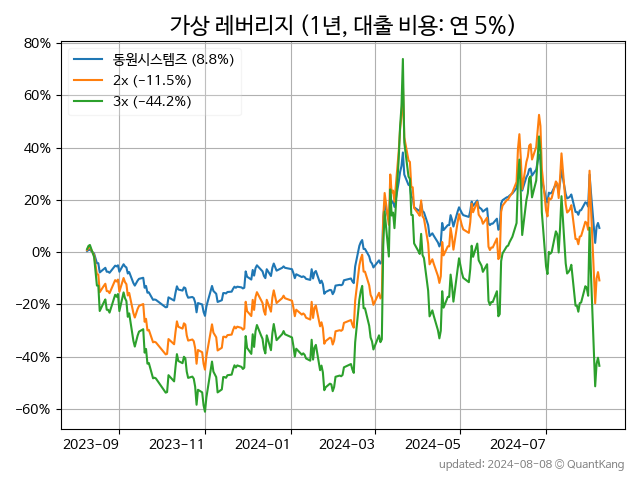 가상 레버리지 (1년, 대출 비용: 연 5%)
80%
60%
40%
20%
0%
−20%
−40%
−60%
동원시스템즈 (8.8%)
2x (−11.5%)
3x (−44.2%)
2023-09
2023-11
2024-01
2024-03
2024-05
2024-07
updated: 2024-08-08 © QuantKang